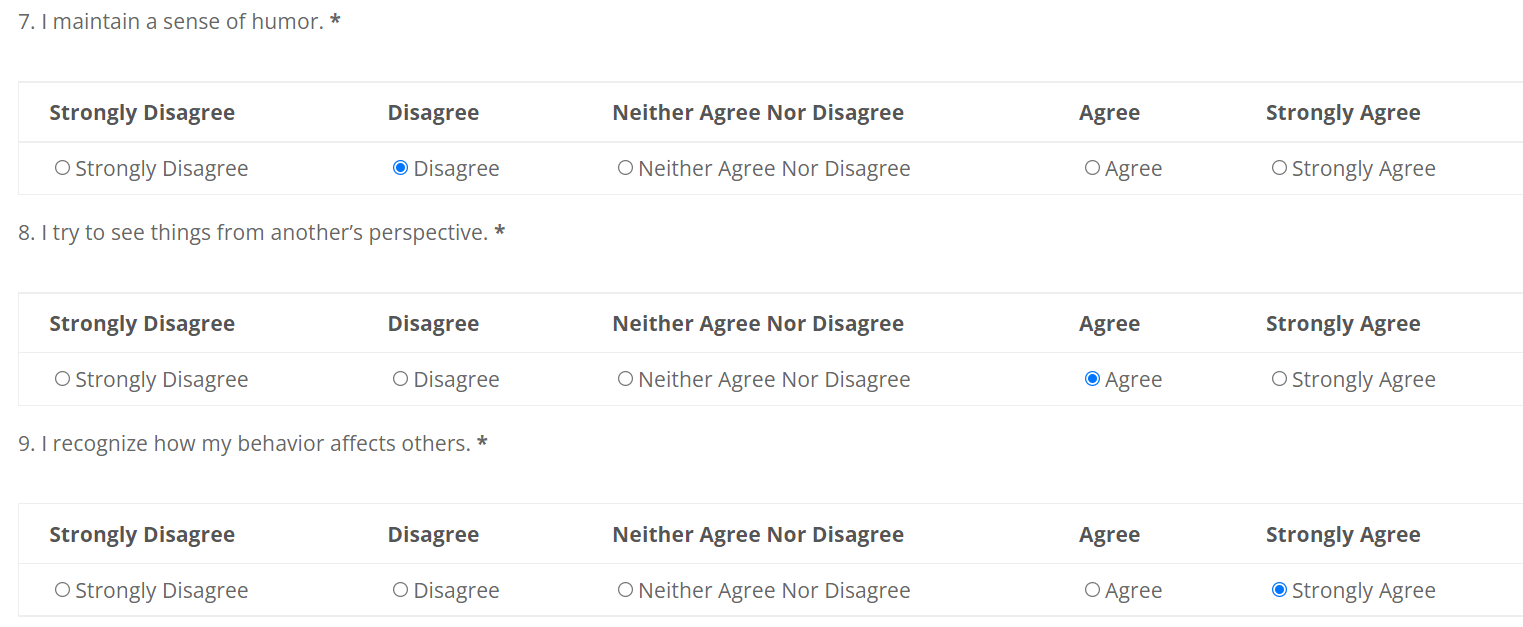 7. I maintain a sense of humor. *
Strongly Disagree Disagree Neither Agree Nor Disagree Agree Strongly Agree
Strongly Disagree Disagree Neither Agree Nor Disagree Agree Strongly Agree
8. I try to see things from another’s perspective. *
Strongly Disagree Disagree Neither Agree Nor Disagree Agree Strongly Agree
Strongly Disagree Disagree Neither Agree Nor Disagree Agree Strongly Agree
9. I recognize how my behavior affects others. *
Strongly Disagree Disagree Neither Agree Nor Disagree Agree Strongly Agree
Strongly Disagree Disagree Neither Agree Nor Disagree Agree Strongly Agree